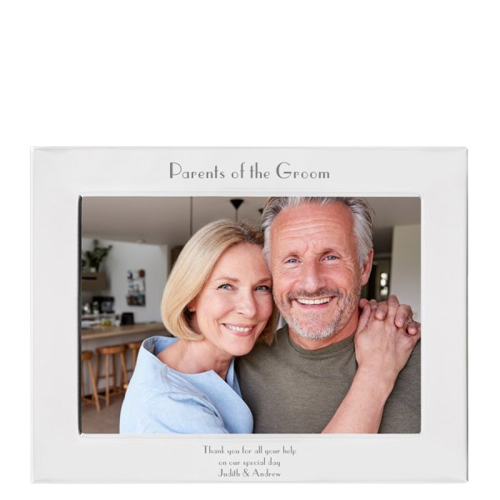 Parents of the Groom
Thank you for all your help
on our special day
Judith & Andrew